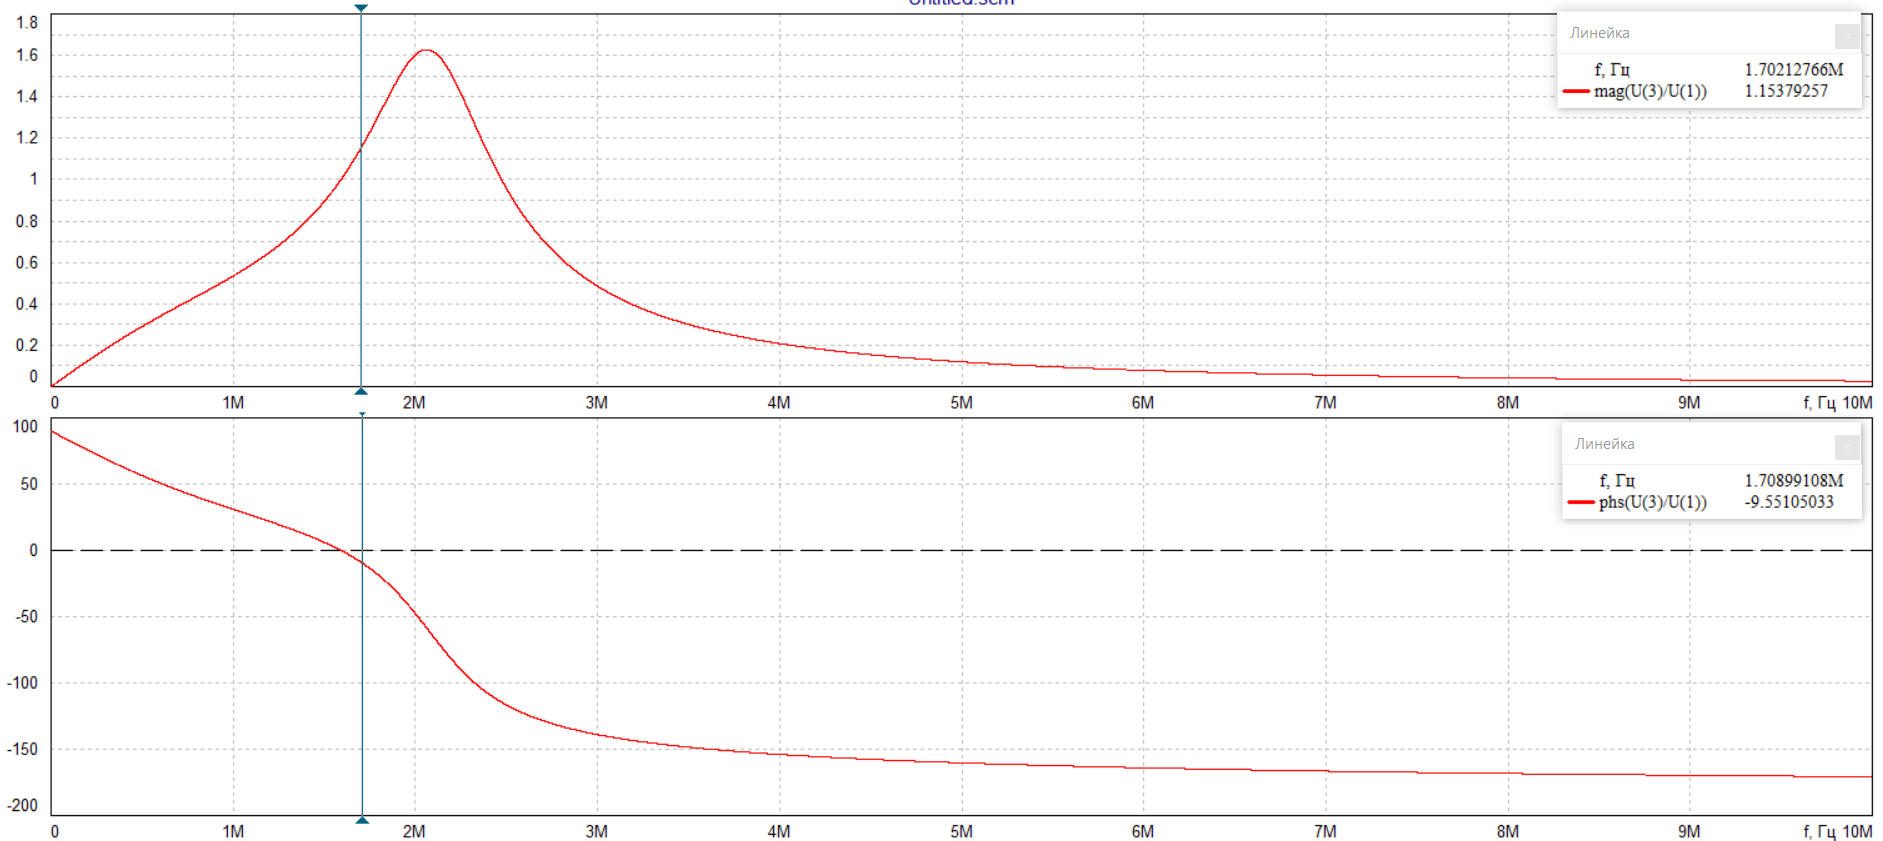 Untitled.scm
1.8
1.6
1.4
1.2
1
0.8
0.6
0.4
0.2
0
0 1M 2M 3M 4M 5M 6M 7M 8M 9M f, Гц 10M
Линейка
f, Гц 1.70212766M
mag(U(3)/U(1)) 1.15379257
100
50
0
-50
-100
-150
-200
0 1M 2M 3M 4M 5M 6M 7M 8M 9M f, Гц 10M
Линейка
f, Гц 1.70899108M
phs(U(3)/U(1)) -9.55105033